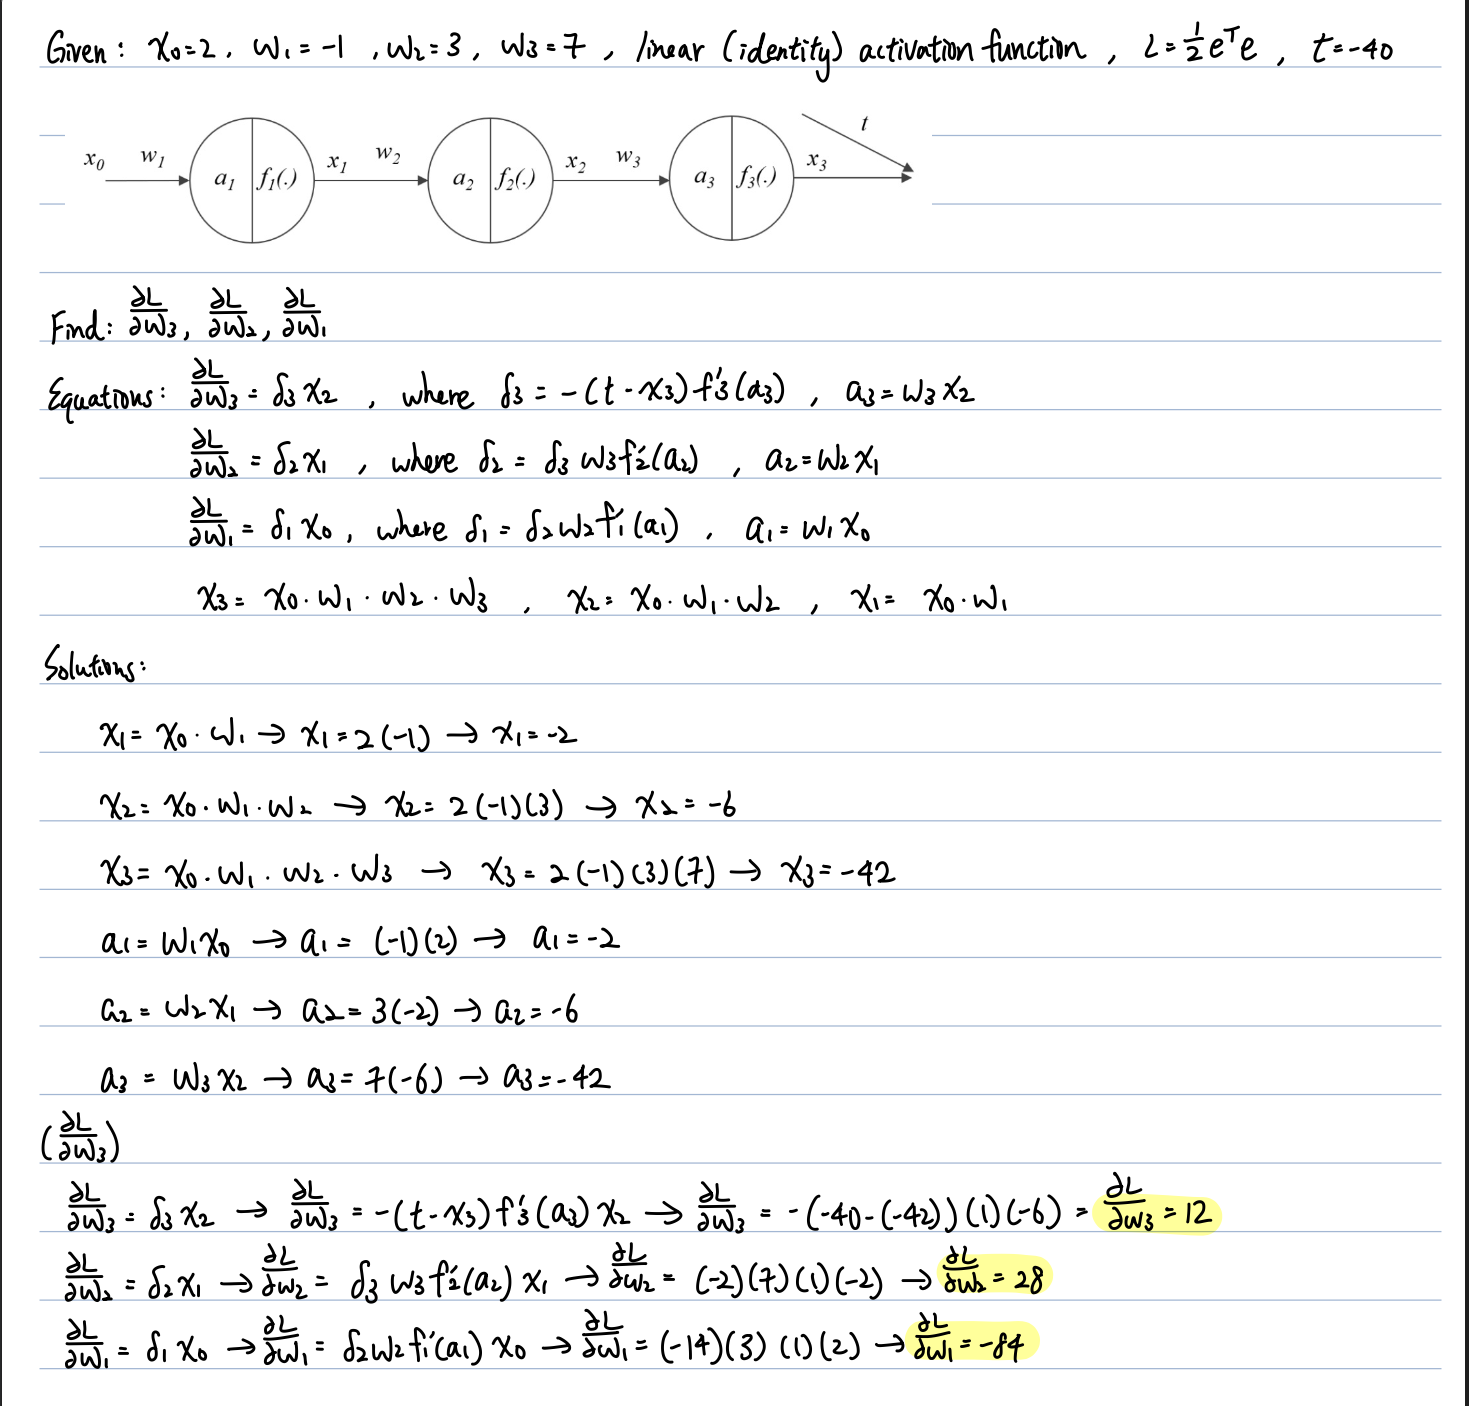 Given: x₀=2, w₁=-1, w₂=3, w₃=7, linear (identity) activation function, L=½eᵀe, t=-40
x₀ w₁ a₁ f₁(.) x₁ w₂ a₂ f₂(.) x₂ w₃ a₃ f₃(.) x₃ t
Find: ∂L/∂w₃, ∂L/∂w₂, ∂L/∂w₁
Equations: ∂L/∂w₃ = δ₃x₂, where δ₃ = -(t-x₃)f₃'(a₃), a₃=w₃x₂
∂L/∂w₂ = δ₂x₁, where δ₂ = δ₃w₃f₂'(a₂), a₂=w₂x₁
∂L/∂w₁ = δ₁x₀, where δ₁ = δ₂w₂f₁'(a₁), a₁=w₁x₀
x₃ = x₀·w₁·w₂·w₃, x₂ = x₀·w₁·w₂, x₁ = x₀·w₁
Solutions:
x₁ = x₀·w₁ → x₁ = 2(-1) → x₁ = -2
x₂ = x₀·w₁·w₂ → x₂ = 2(-1)(3) → x₂ = -6
x₃ = x₀·w₁·w₂·w₃ → x₃ = 2(-1)(3)(7) → x₃ = -42
a₁ = w₁x₀ → a₁ = (-1)(2) → a₁ = -2
a₂ = w₂x₁ → a₂ = 3(-2) → a₂ = -6
a₃ = w₃x₂ → a₃ = 7(-6) → a₃ = -42
(∂L/∂w₃)
∂L/∂w₃ = δ₃x₂ → ∂L/∂w₃ = -(t-x₃)f₃'(a₃)x₂ → ∂L/∂w₃ = -(-40-(-42))(1)(-6) = ∂L/∂w₃ = 12
∂L/∂w₂ = δ₂x₁ → ∂L/∂w₂ = δ₃w₃f₂'(a₂)x₁ → ∂L/∂w₂ = (-2)(7)(1)(-2) → ∂L/∂w₂ = 28
∂L/∂w₁ = δ₁x₀ → ∂L/∂w₁ = δ₂w₂f₁'(a₁)x₀ → ∂L/∂w₁ = (-14)(3)(1)(2) → ∂L/∂w₁ = -84